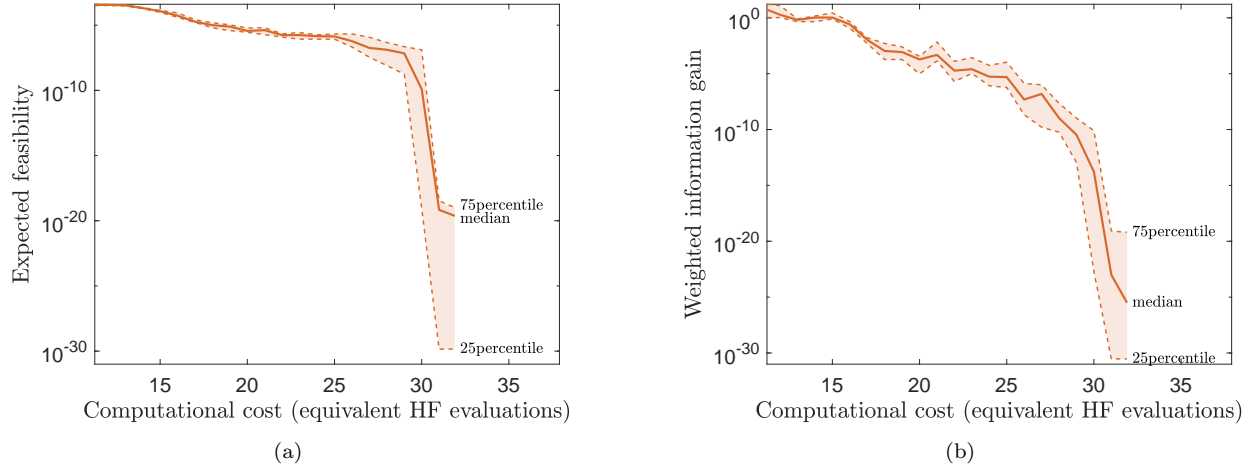 Expected feasibility
10^-10
10^-20
10^-30
75percentile
median
25percentile
15 20 25 30 35
Computational cost (equivalent HF evaluations)
(a)
Weighted information gain
10^0
10^-10
10^-20
10^-30
75percentile
median
25percentile
15 20 25 30 35
Computational cost (equivalent HF evaluations)
(b)